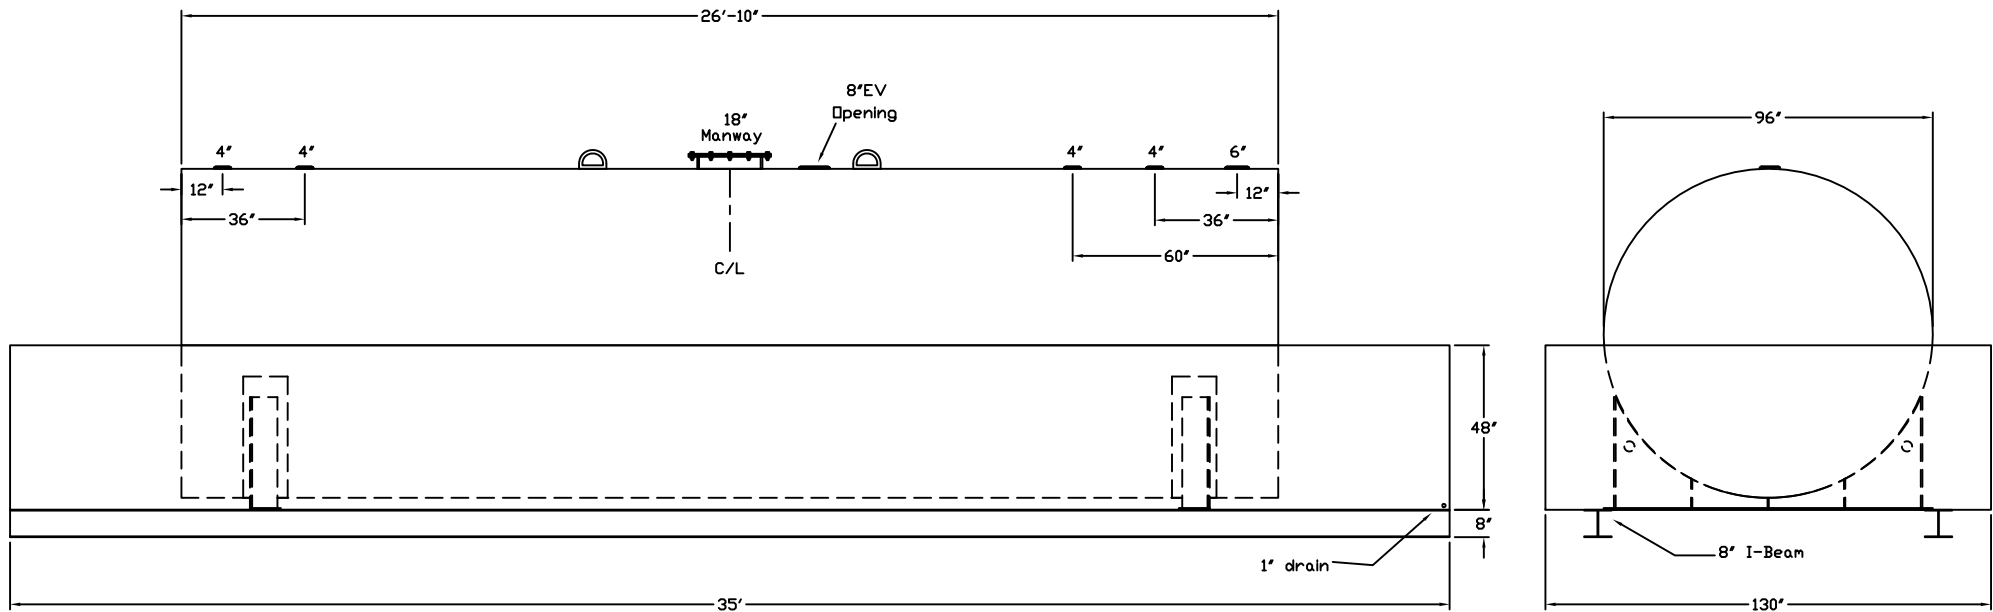 26'-10"
8"EV
Opening
18"
Manway
96"
4"
4"
4"
4"
6"
12"
12"
36"
36"
60"
C/L
48"
8"
1" drain
8" I-Beam
35'
130"